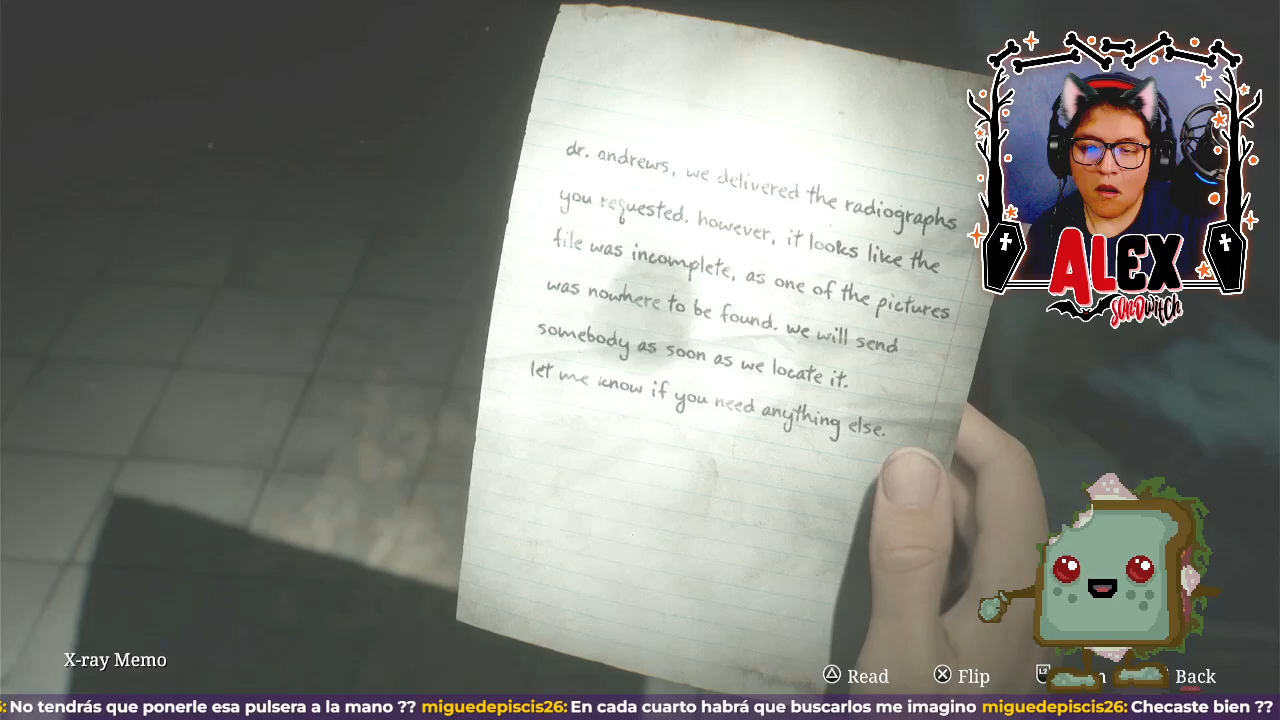 dr. andrews, we delivered the radiographs
you requested. however, it looks like the
file was incomplete, as one of the pictures
was nowhere to be found. we will send
somebody as soon as we locate it.
let me know if you need anything else.
ALEX
SANDWITCH
X-ray Memo
Read
Flip
L2
Back
No tendrás que ponerle esa pulsera a la mano ?? miguedepiscis26: En cada cuarto habrá que buscarlos me imagino miguedepiscis26: Checaste bien ??